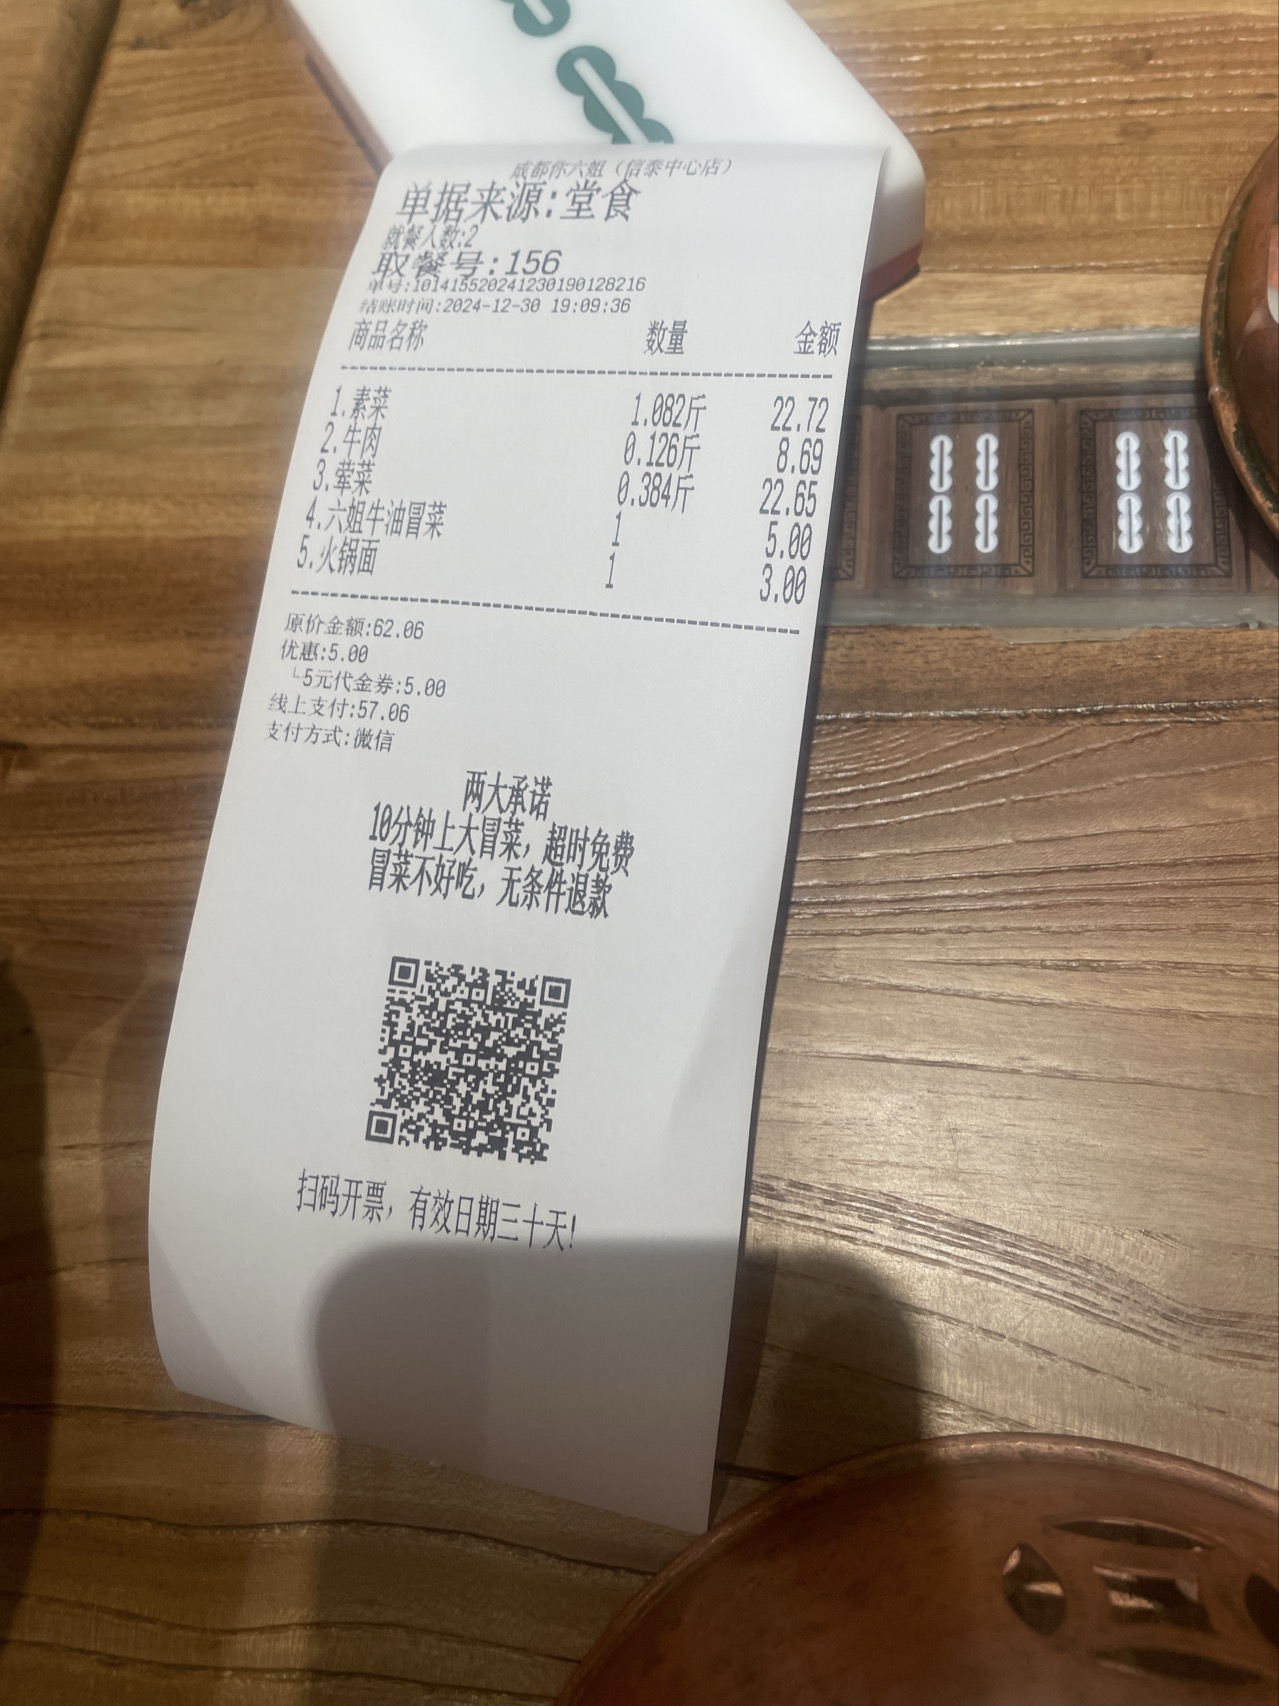 成都你六姐（信泰中心店）
单据来源:堂食
就餐人数:2
取餐号:156
单号:10141552024123019​0128216
结账时间:2024-12-30 19:09:36
商品名称 数量 金额
1.素菜 1.082斤 22.72
2.牛肉 0.126斤 8.69
3.荤菜 0.384斤 22.65
4.六姐牛油冒菜 1 5.00
5.火锅面 1 3.00
原价金额:62.06
优惠:5.00
└5元代金券:5.00
线上支付:57.06
支付方式:微信
两大承诺
10分钟上大冒菜，超时免费
冒菜不好吃，无条件退款
扫码开票，有效日期三十天!